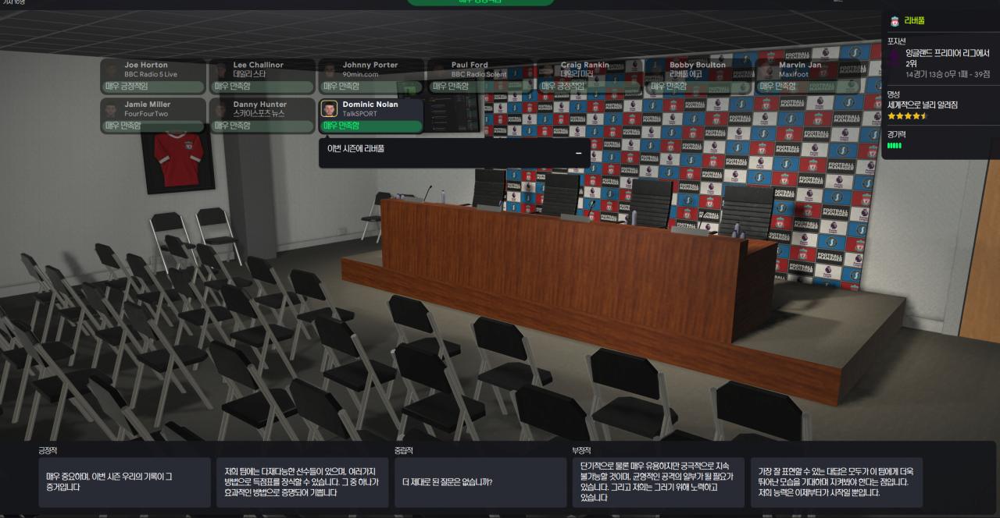 기자 10명
매우 긍정적임
Joe Horton
BBC Radio 5 Live
매우 긍정적임
Lee Challinor
데일리 스타
매우 만족함
Johnny Porter
90min.com
매우 만족함
Paul Ford
BBC Radio Solent
매우 만족함
Craig Rankin
데일리 미러
매우 긍정적임
Bobby Boulton
리버풀 에코
매우 만족함
Marvin Jan
Maxifoot
매우 만족함
Jamie Miller
FourFourTwo
매우 만족함
Danny Hunter
스카이 스포츠 뉴스
매우 만족함
Dominic Nolan
TalkSPORT
매우 만족함
이번 시즌에 리버풀
리버풀
포지션
잉글랜드 프리미어 리그에서
2위
14경기 13승 0무 1패 - 39점
명성
세계적으로 널리 알려짐
경기력
FOOTBALL MANAGER
긍정적
매우 중요하며, 이번 시즌 우리의 기록이 그
증거입니다
저희 팀에는 다재다능한 선수들이 있으며, 여러가지
방법으로 득점표를 장식할 수 있습니다. 그 중 하나가
효과적인 방법으로 증명되어 기쁩니다
중립적
더 제대로 된 질문은 없습니까?
부정적
단기적으로 물론 매우 유용하지만 궁극적으로 지속
불가능할 것이며, 균형적인 공격의 일부가 될 필요가
있습니다. 그리고 저희는 그러기 위해 노력하고
있습니다
가장 잘 표현할 수 있는 대답은 모두가 이 팀에게 더욱
뛰어난 모습을 기대하며 지켜봐야 한다는 점입니다.
저희 능력은 이제부터가 시작일 뿐입니다.